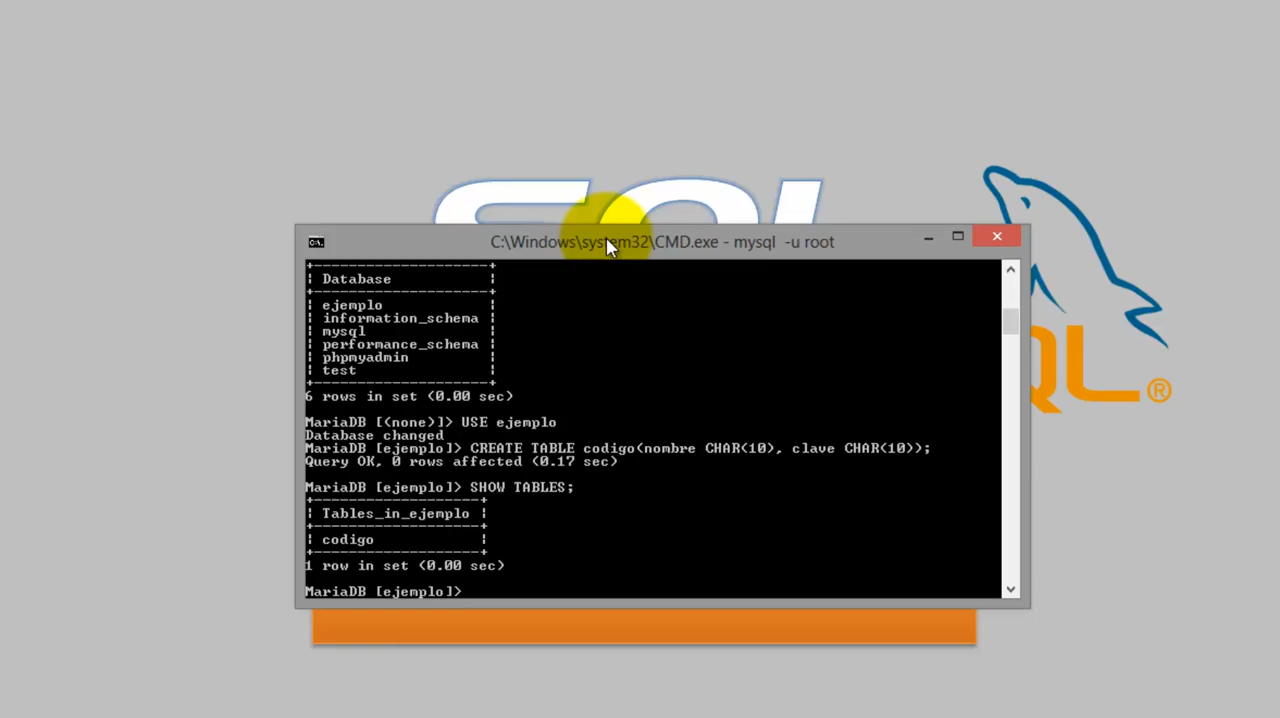 SQL
C:\Windows\system32\CMD.exe - mysql  -u root
+--------------------+
| Database           |
+--------------------+
| ejemplo            |
| information_schema |
| mysql              |
| performance_schema |
| phpmyadmin         |
| test               |
+--------------------+
6 rows in set (0.00 sec)
MariaDB [(none)]> USE ejemplo
Database changed
MariaDB [ejemplo]> CREATE TABLE codigo(nombre CHAR(10), clave CHAR(10));
Query OK, 0 rows affected (0.17 sec)
MariaDB [ejemplo]> SHOW TABLES;
+-------------------+
| Tables_in_ejemplo |
+-------------------+
| codigo            |
+-------------------+
1 row in set (0.00 sec)
MariaDB [ejemplo]>
QL®